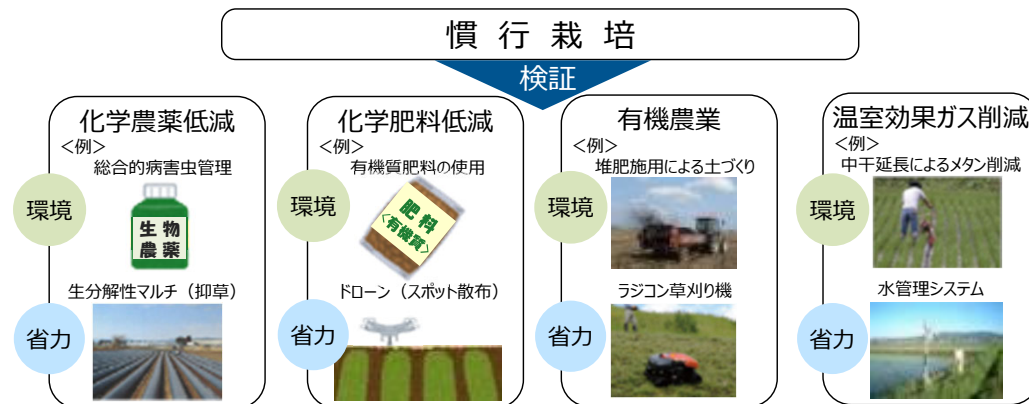 慣行栽培
検証
化学農薬低減
<例>
総合的病害虫管理
環境
生物
農薬
生分解性マルチ（抑草）
省力
化学肥料低減
<例>
有機質肥料の使用
環境
肥料
〈有機質〉
ドローン（スポット散布）
省力
有機農業
<例>
堆肥施用による土づくり
環境
ラジコン草刈り機
省力
温室効果ガス削減
<例>
中干延長によるメタン削減
環境
水管理システム
省力